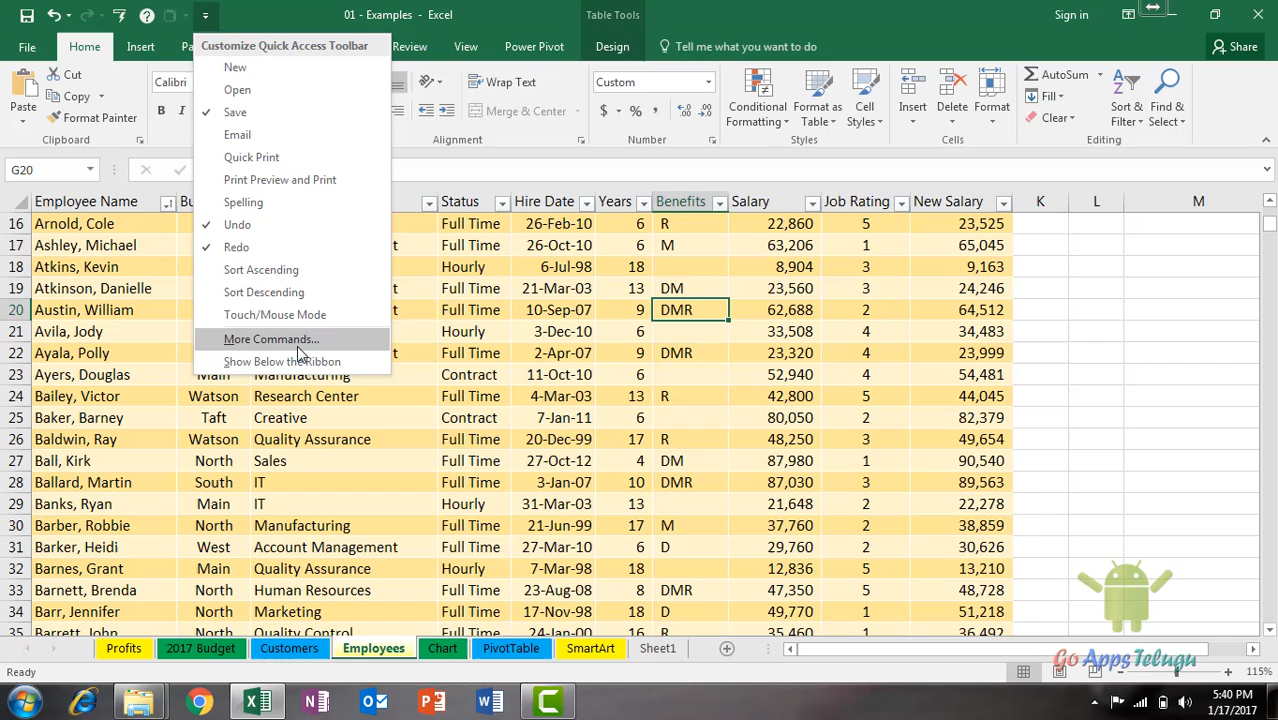 01 - Examples - Excel
Table Tools
Sign in
File
Home
Insert
Review
View
Power Pivot
Design
Tell me what you want to do
Share
Customize Quick Access Toolbar
New
Open
Save
Email
Quick Print
Print Preview and Print
Spelling
Undo
Redo
Sort Ascending
Sort Descending
Touch/Mouse Mode
More Commands...
Show Below the Ribbon
Paste
Cut
Copy
Format Painter
Clipboard
Calibri
B I
Wrap Text
Merge & Center
Alignment
Custom
$ % ,
Number
Conditional Formatting
Format as Table
Cell Styles
Styles
Insert
Delete
Format
Cells
AutoSum
Fill
Clear
Sort & Filter
Find & Select
Editing
G20
Employee Name Status Hire Date Years Benefits Salary Job Rating New Salary K L M
16 Arnold, Cole Full Time 26-Feb-10 6 R 22,860 5 23,525
17 Ashley, Michael Full Time 26-Oct-10 6 M 63,206 1 65,045
18 Atkins, Kevin Hourly 6-Jul-98 18 8,904 3 9,163
19 Atkinson, Danielle Full Time 21-Mar-03 13 DM 23,560 3 24,246
20 Austin, William Full Time 10-Sep-07 9 DMR 62,688 2 64,512
21 Avila, Jody Hourly 3-Dec-10 6 33,508 4 34,483
22 Ayala, Polly Full Time 2-Apr-07 9 DMR 23,320 4 23,999
23 Ayers, Douglas Main Manufacturing Contract 11-Oct-10 6 52,940 4 54,481
24 Bailey, Victor Watson Research Center Full Time 4-Mar-03 13 R 42,800 5 44,045
25 Baker, Barney Taft Creative Contract 7-Jan-11 6 80,050 2 82,379
26 Baldwin, Ray Watson Quality Assurance Full Time 20-Dec-99 17 R 48,250 3 49,654
27 Ball, Kirk North Sales Full Time 27-Oct-12 4 DM 87,980 1 90,540
28 Ballard, Martin South IT Full Time 3-Jan-07 10 DMR 87,030 3 89,563
29 Banks, Ryan Main IT Hourly 31-Mar-03 13 21,648 2 22,278
30 Barber, Robbie North Manufacturing Full Time 21-Jun-99 17 M 37,760 2 38,859
31 Barker, Heidi West Account Management Full Time 27-Mar-10 6 D 29,760 2 30,626
32 Barnes, Grant Main Quality Assurance Hourly 7-Mar-98 18 12,836 5 13,210
33 Barnett, Brenda North Human Resources Full Time 23-Aug-08 8 DMR 47,350 5 48,728
34 Barr, Jennifer North Marketing Full Time 17-Nov-98 18 D 49,770 1 51,218
35 Barrett, John North Quality Control Full Time 24-Jan-00 16 R 35,460 1 36,492
Profits
2017 Budget
Customers
Employees
Chart
PivotTable
SmartArt
Sheet1
Go Apps Telugu
Ready
115%
5:40 PM
1/17/2017